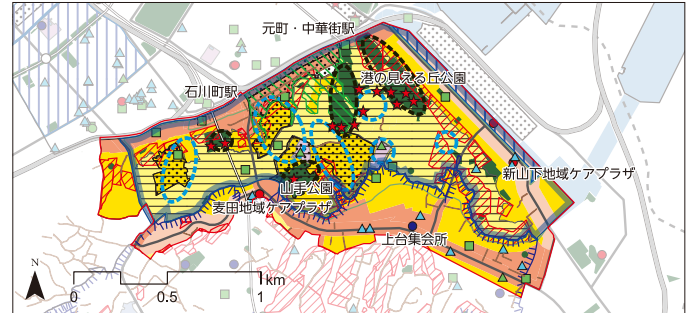 元町・中華街駅
港の見える丘公園
石川町駅
新山下地域ケアプラザ
山手公園
麦田地域ケアプラザ
上台集会所
N
1km
0 0.5 1